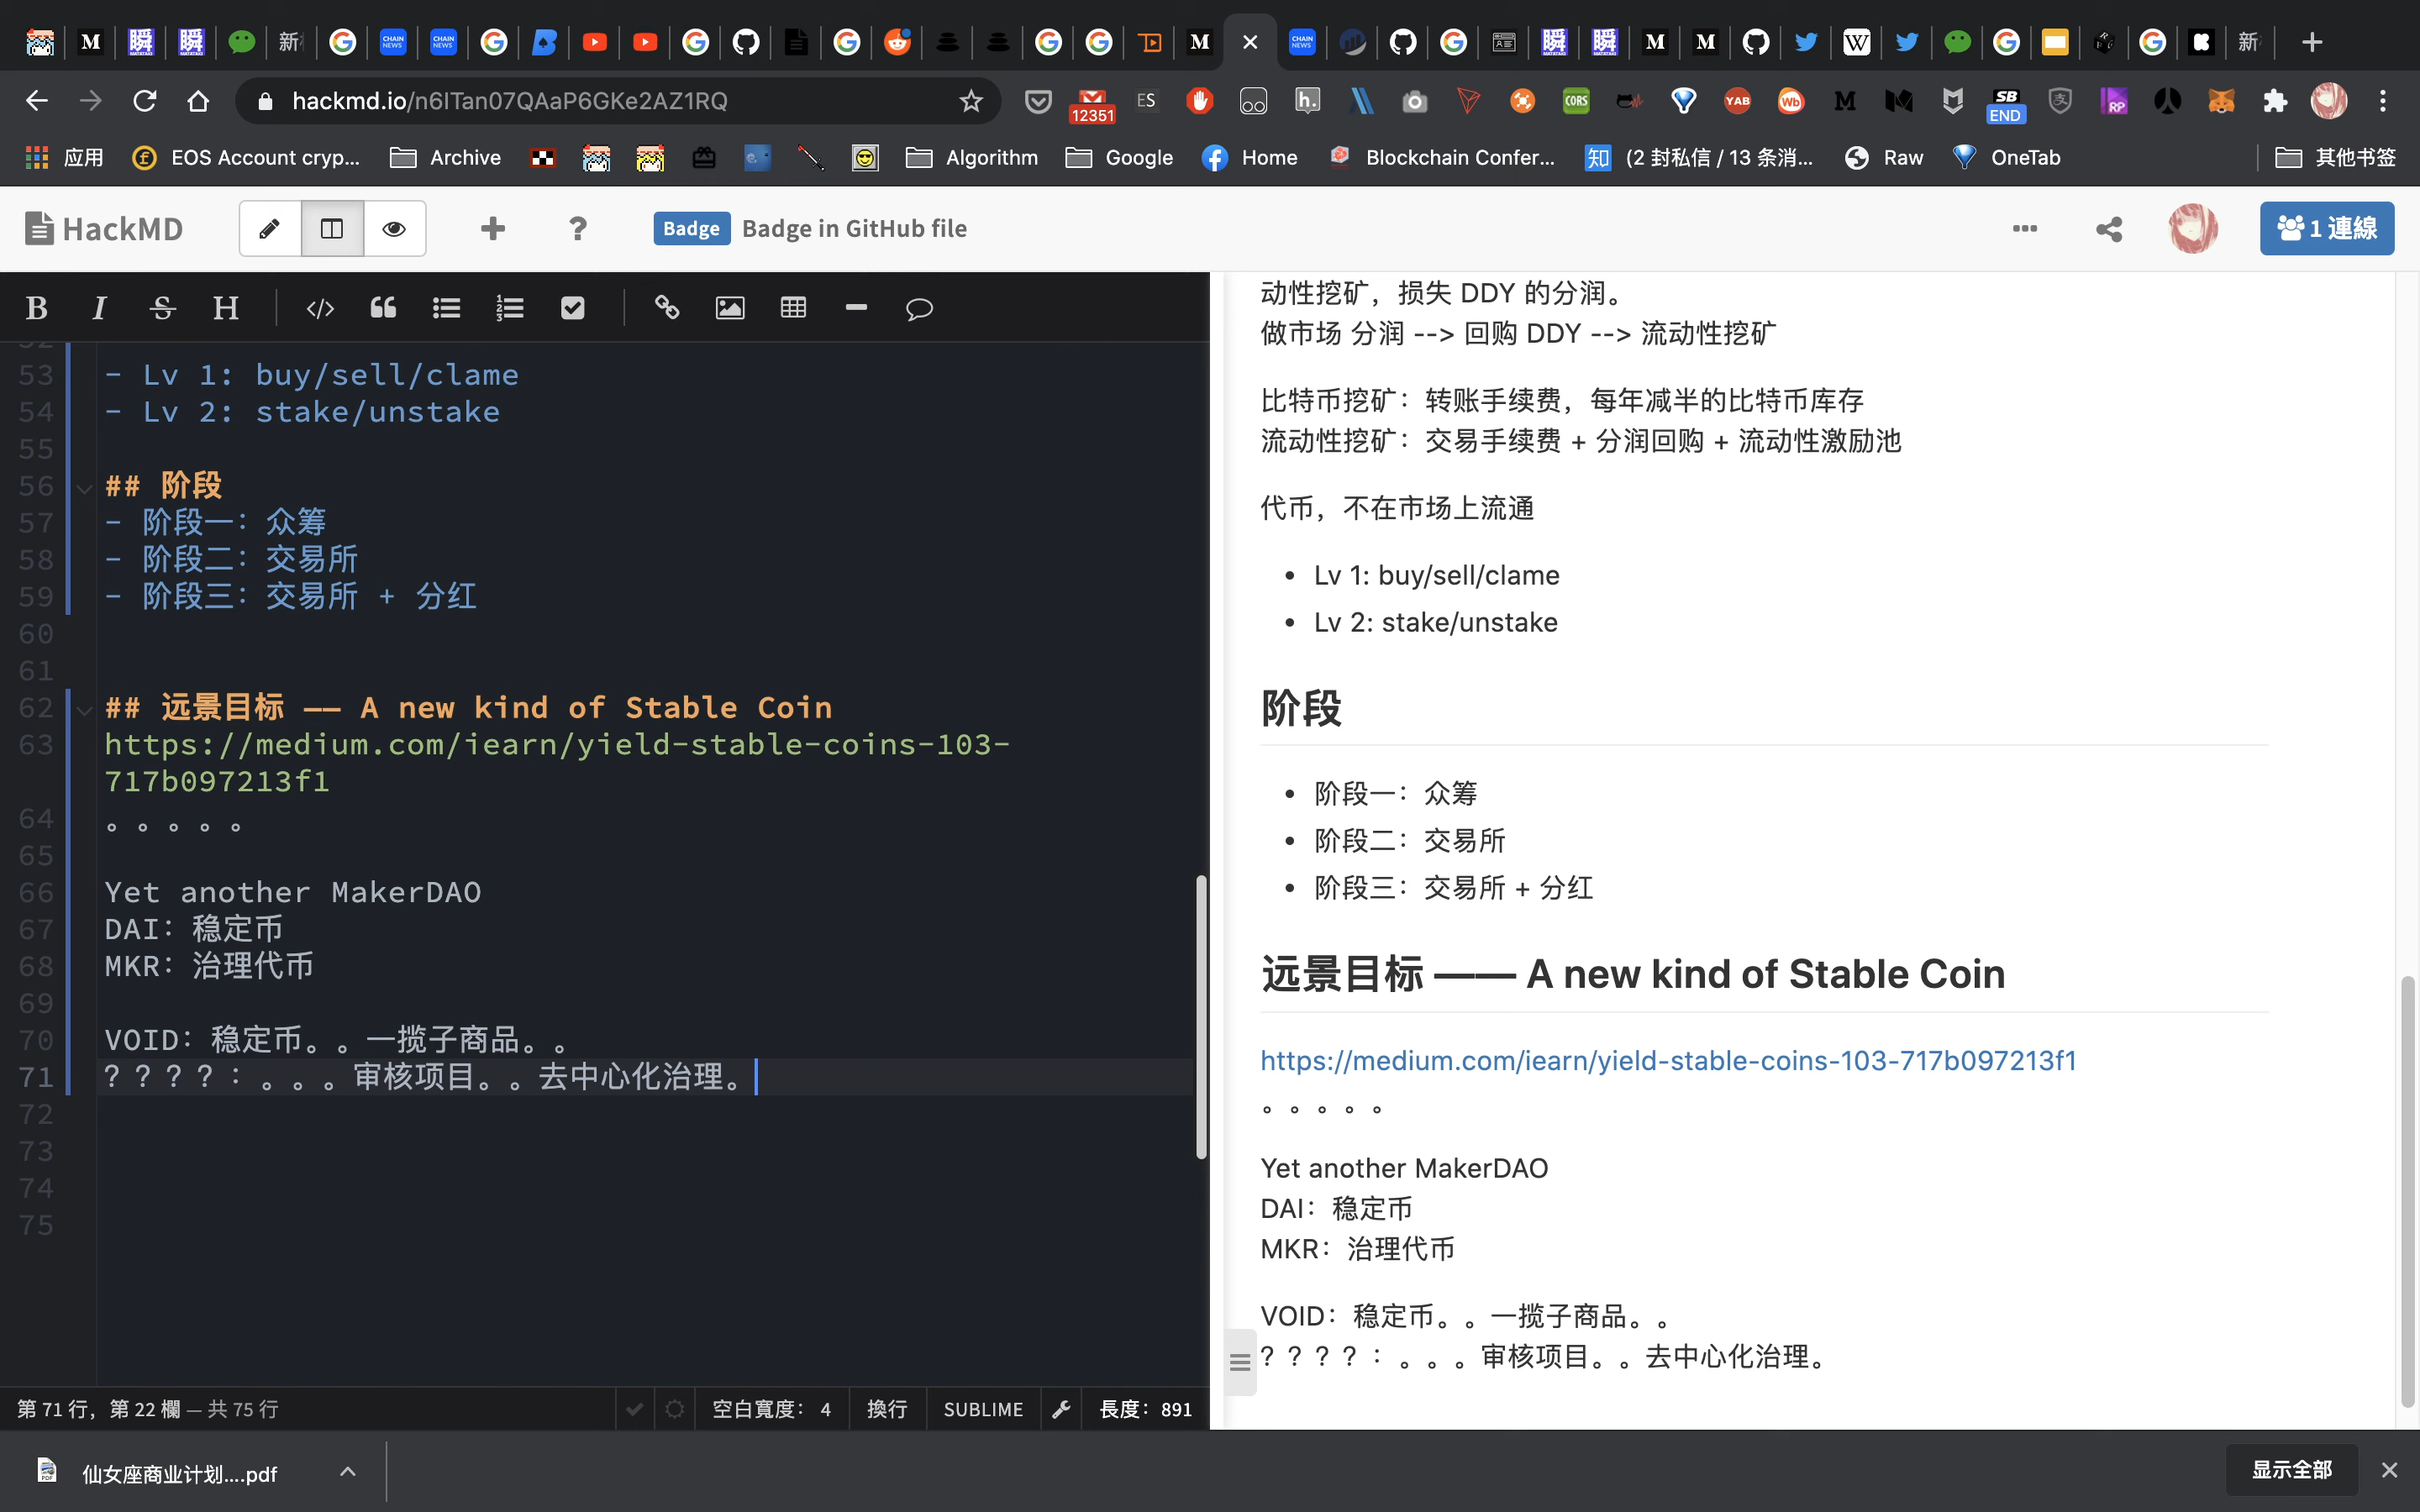 新
新
hackmd.io/n6ITan07QAaP6GKe2AZ1RQ
12351
ES
h.
CORS
YAB
Wb
SB
END
RP
应用
EOS Account cryp...
Archive
Algorithm
Google
Home
Blockchain Confer...
知
(2 封私信 / 13 条消...
Raw
OneTab
其他书签
HackMD
Badge
Badge in GitHub file
1 連線
53
- Lv 1: buy/sell/clame
54
- Lv 2: stake/unstake
55
56
## 阶段
57
- 阶段一：众筹
58
- 阶段二：交易所
59
- 阶段三：交易所 + 分红
60
61
62
## 远景目标 —— A new kind of Stable Coin
63
https://medium.com/iearn/yield-stable-coins-103-
717b097213f1
64
。。。。。
65
66
Yet another MakerDAO
67
DAI：稳定币
68
MKR：治理代币
69
70
VOID：稳定币。。一揽子商品。。
71
？？？？：。。。审核项目。。去中心化治理。
72
73
74
75
第 71 行，第 22 欄 — 共 75 行
空白寬度： 4
換行
SUBLIME
長度： 891
动性挖矿，损失 DDY 的分润。
做市场 分润 --> 回购 DDY --> 流动性挖矿
比特币挖矿：转账手续费，每年减半的比特币库存
流动性挖矿：交易手续费 + 分润回购 + 流动性激励池
代币，不在市场上流通
• Lv 1: buy/sell/clame
• Lv 2: stake/unstake
阶段
• 阶段一：众筹
• 阶段二：交易所
• 阶段三：交易所 + 分红
远景目标 —— A new kind of Stable Coin
https://medium.com/iearn/yield-stable-coins-103-717b097213f1
。。。。。
Yet another MakerDAO
DAI：稳定币
MKR：治理代币
VOID：稳定币。。一揽子商品。。
？？？？：。。。审核项目。。去中心化治理。
仙女座商业计划....pdf
显示全部